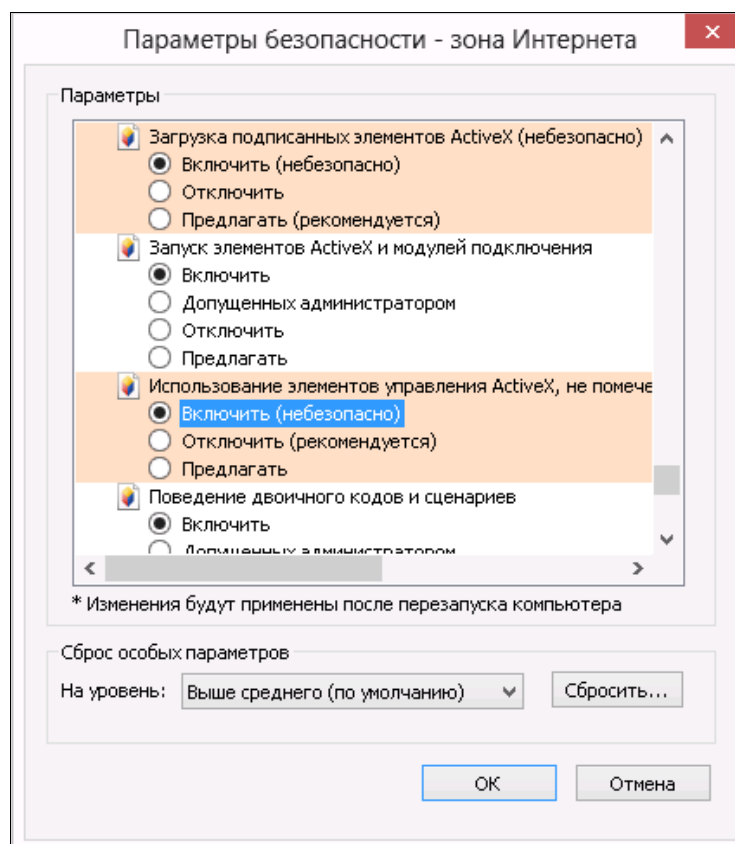 Параметры безопасности - зона Интернета
Параметры
Загрузка подписанных элементов ActiveX (небезопасно)
Включить (небезопасно)
Отключить
Предлагать (рекомендуется)
Запуск элементов ActiveX и модулей подключения
Включить
Допущенных администратором
Отключить
Предлагать
Использование элементов управления ActiveX, не помече
Включить (небезопасно)
Отключить (рекомендуется)
Предлагать
Поведение двоичного кодов и сценариев
Включить
Допущенных администратором
* Изменения будут применены после перезапуска компьютера
Сброс особых параметров
На уровень:
Выше среднего (по умолчанию)
Сбросить...
ОК
Отмена